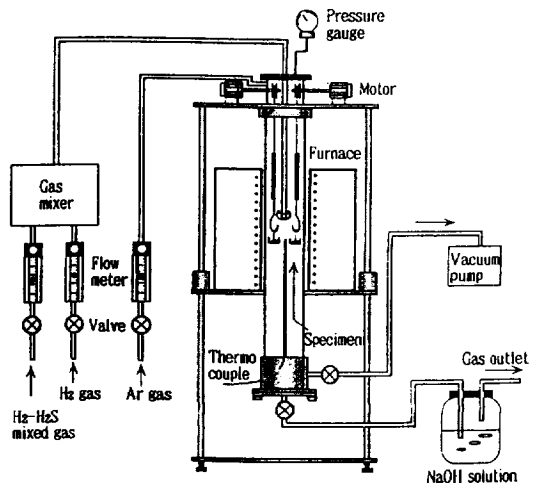 Pressure
gauge
Motor
Furnace
Gas
mixer
Flow
meter
Vacuum
pump
Valve
Specimen
Thermo
couple
Gas outlet
H₂ gas
Ar gas
H₂-H₂S
mixed gas
NaOH solution